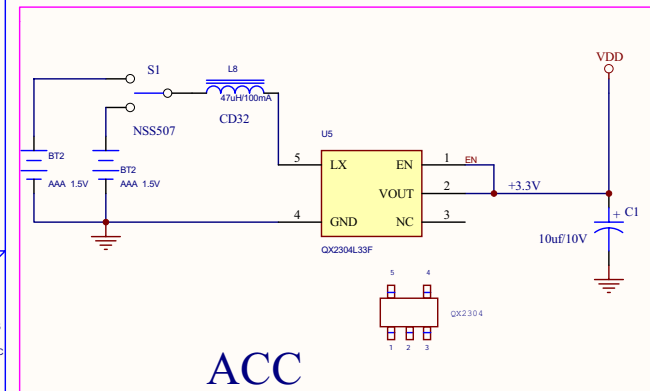 VDD
S1
L8
47uH/100mA
CD32
NSS507
U5
BT2
AAA 1.5V
BT2
AAA 1.5V
5 LX EN 1 EN
VOUT 2 +3.3V
4 GND NC 3
QX2304L33F
+ C1
10uf/10V
5 4
QX2304
1 2 3
ACC
C